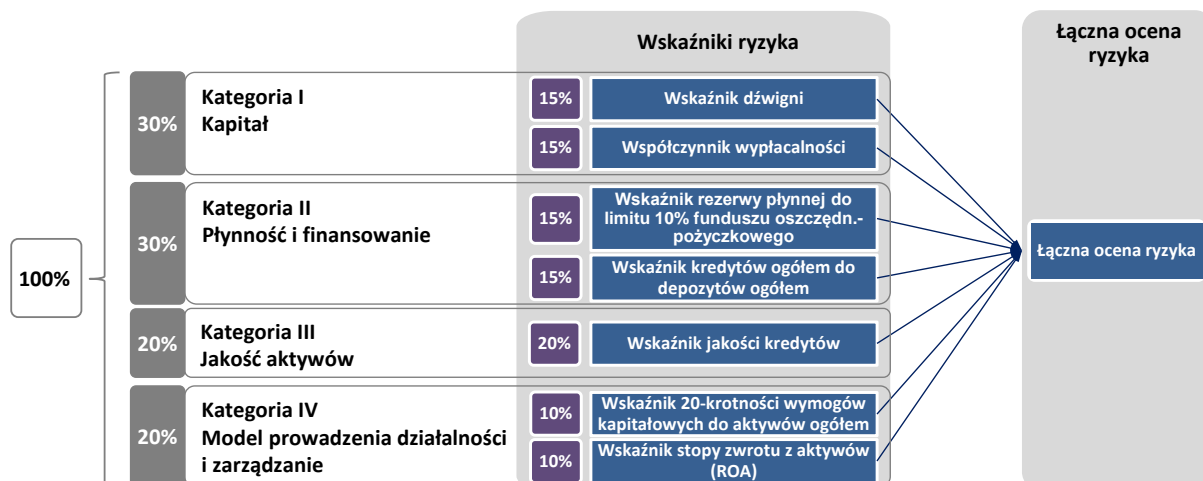 Wskaźniki ryzyka
Łączna ocena
ryzyka
100%
30%
Kategoria I
Kapitał
15%
Wskaźnik dźwigni
15%
Współczynnik wypłacalności
30%
Kategoria II
Płynność i finansowanie
15%
Wskaźnik rezerwy płynnej do
limitu 10% funduszu oszczędn.-
pożyczkowego
15%
Wskaźnik kredytów ogółem do
depozytów ogółem
20%
Kategoria III
Jakość aktywów
20%
Wskaźnik jakości kredytów
20%
Kategoria IV
Model prowadzenia działalności
i zarządzanie
10%
Wskaźnik 20-krotności wymogów
kapitałowych do aktywów ogółem
10%
Wskaźnik stopy zwrotu z aktywów
(ROA)
Łączna ocena ryzyka